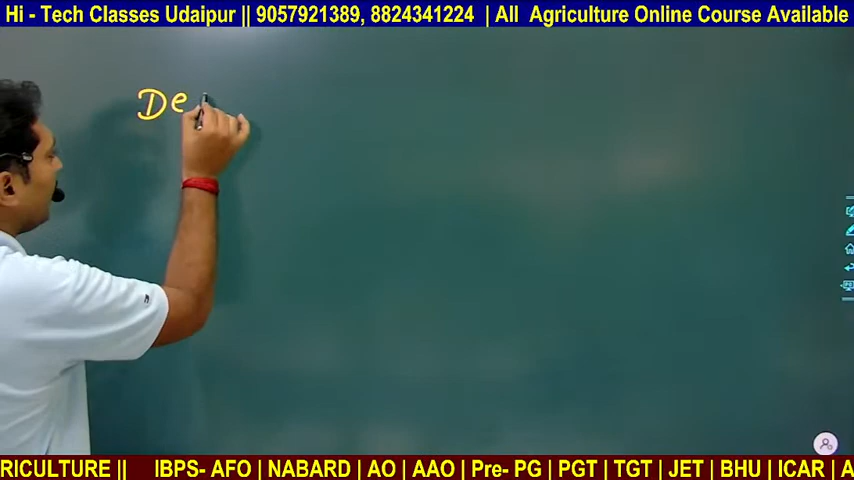 Hi - Tech Classes Udaipur || 9057921389, 8824341224 | All Agriculture Online Course Available
De
RICULTURE || IBPS- AFO | NABARD | AO | AAO | Pre- PG | PGT | TGT | JET | BHU | ICAR | A